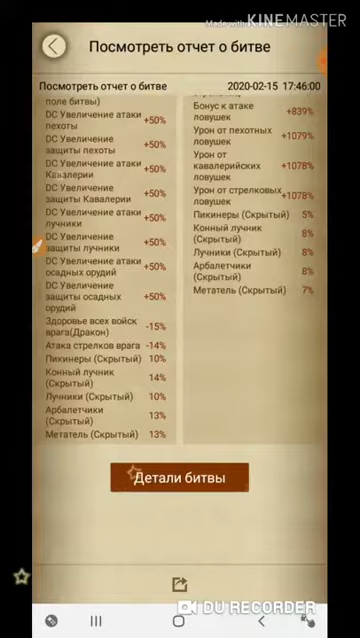 Made with KINEMASTER
Посмотреть отчет о битве
Посмотреть отчет о битве 2020-02-15 17:46:00
поле битвы)
DC Увеличение атаки
пехоты +50%
DC Увеличение
защиты пехоты +50%
DC Увеличение атаки
Кавалерии +50%
DC Увеличение
защиты Кавалерии +50%
DC Увеличение атаки
лучники +50%
DC Увеличение
защиты лучники +50%
DC Увеличение атаки
осадных орудий +50%
DC Увеличение
защиты осадных
орудий +50%
Здоровье всех войск
врага(Дракон) -15%
Атака стрелков врага -14%
Пикинеры (Скрытый) 10%
Конный лучник
(Скрытый) 14%
Лучники (Скрытый) 10%
Арбалетчики
(Скрытый) 13%
Метатель (Скрытый) 13%
Бонус к атаке
ловушек +839%
Урон от пехотных
ловушек +1079%
Урон от
кавалерийских
ловушек +1078%
Урон от стрелковых
ловушек +1078%
Пикинеры (Скрытый) 5%
Конный лучник
(Скрытый) 8%
Лучники (Скрытый) 8%
Арбалетчики
(Скрытый) 8%
Метатель (Скрытый) 7%
Детали битвы
DU RECORDER